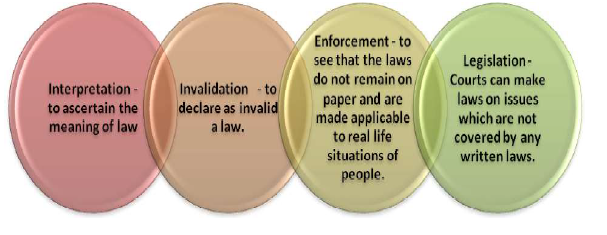 Interpretation -
to ascertain the
meaning of law
Invalidation - to
declare as invalid
a law.
Enforcement - to
see that the laws
do not remain on
paper and are
made applicable
to real life
situations of
people.
Legislation -
Courts can make
laws on issues
which are not
covered by any
written laws.